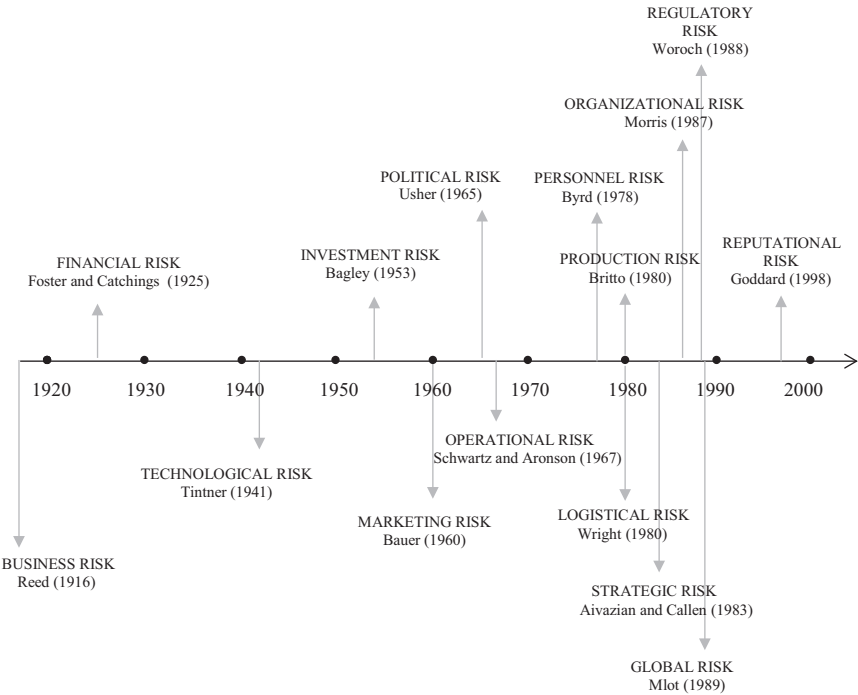 REGULATORY
RISK
Woroch (1988)
ORGANIZATIONAL RISK
Morris (1987)
POLITICAL RISK
Usher (1965)
PERSONNEL RISK
Byrd (1978)
FINANCIAL RISK
Foster and Catchings (1925)
INVESTMENT RISK
Bagley (1953)
PRODUCTION RISK
Britto (1980)
REPUTATIONAL
RISK
Goddard (1998)
1920 1930 1940 1950 1960 1970 1980 1990 2000
TECHNOLOGICAL RISK
Tintner (1941)
OPERATIONAL RISK
Schwartz and Aronson (1967)
MARKETING RISK
Bauer (1960)
LOGISTICAL RISK
Wright (1980)
BUSINESS RISK
Reed (1916)
STRATEGIC RISK
Aivazian and Callen (1983)
GLOBAL RISK
Mlot (1989)